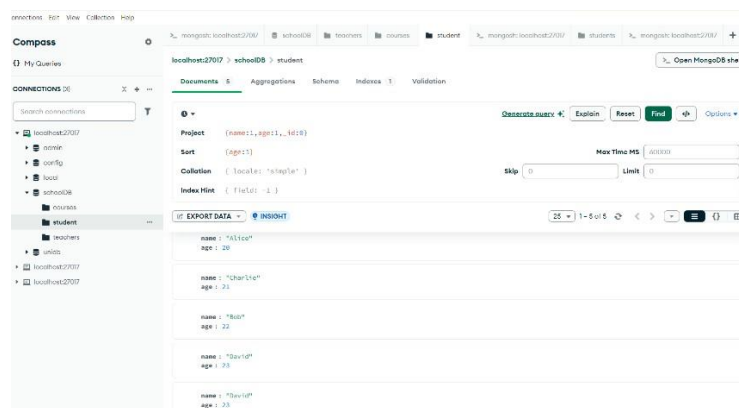 onnections Edit View Collection Help
>_ mongosh: localhost:27017 schoolDB teachers courses student >_ mongosh: localhost:27017 students >_ mongosh: localhost:27017 +
Compass
localhost:27017 > schoolDB > student
>_ Open MongoDB she
{} My Queries
Documents 5 Aggregations Schema Indexes 1 Validation
CONNECTIONS (3)
Search connections
Generate query Explain Reset Find </> Options
localhost:27017
Project {name:1,age:1,_id:0}
admin
Sort {age:1}
Max Time MS 60000
config
Collation { locale: 'simple' }
Skip 0 Limit 0
local
Index Hint { field: -1 }
schoolDB
courses
EXPORT DATA INSIGHT 25 1 – 5 of 5 {}
student
teachers
name : "Alice"
age : 20
localhost:27017
localhost:27017
name : "Charlie"
age : 21
name : "Bob"
age : 22
name : "David"
age : 23
name : "David"
age : 23